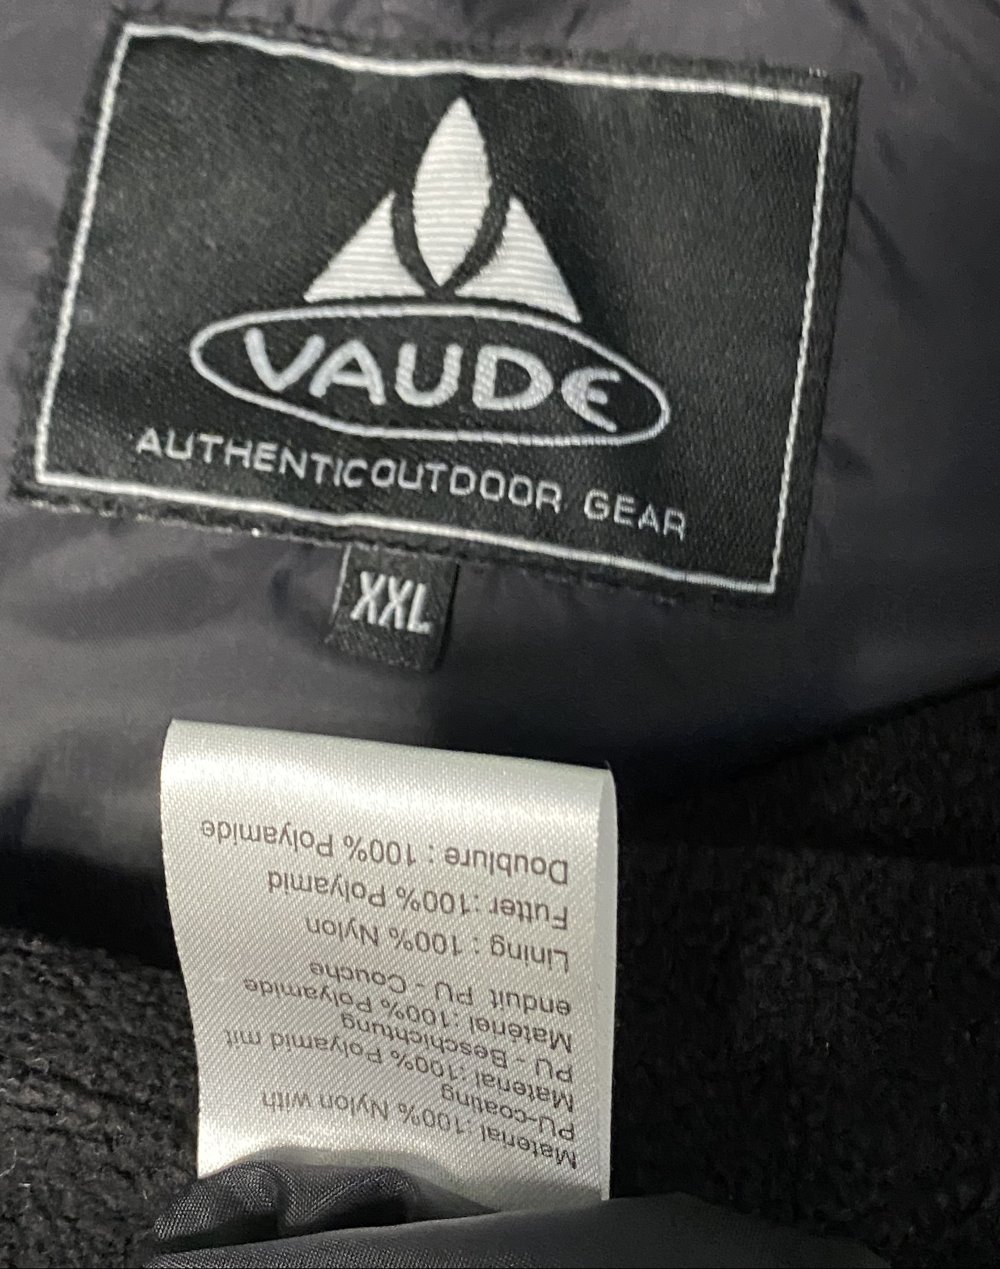 VAUDE
AUTHENTICOUTDOOR GEAR
XXL
Material:100% Nylon with
PU-coating
Material:100% Polyamid mit
PU - Beschichtung
Matériel:100% Polyamide
enduit PU - Couche
Lining : 100% Nylon
Futter:100% Polyamid
Doublure : 100% Polyamide